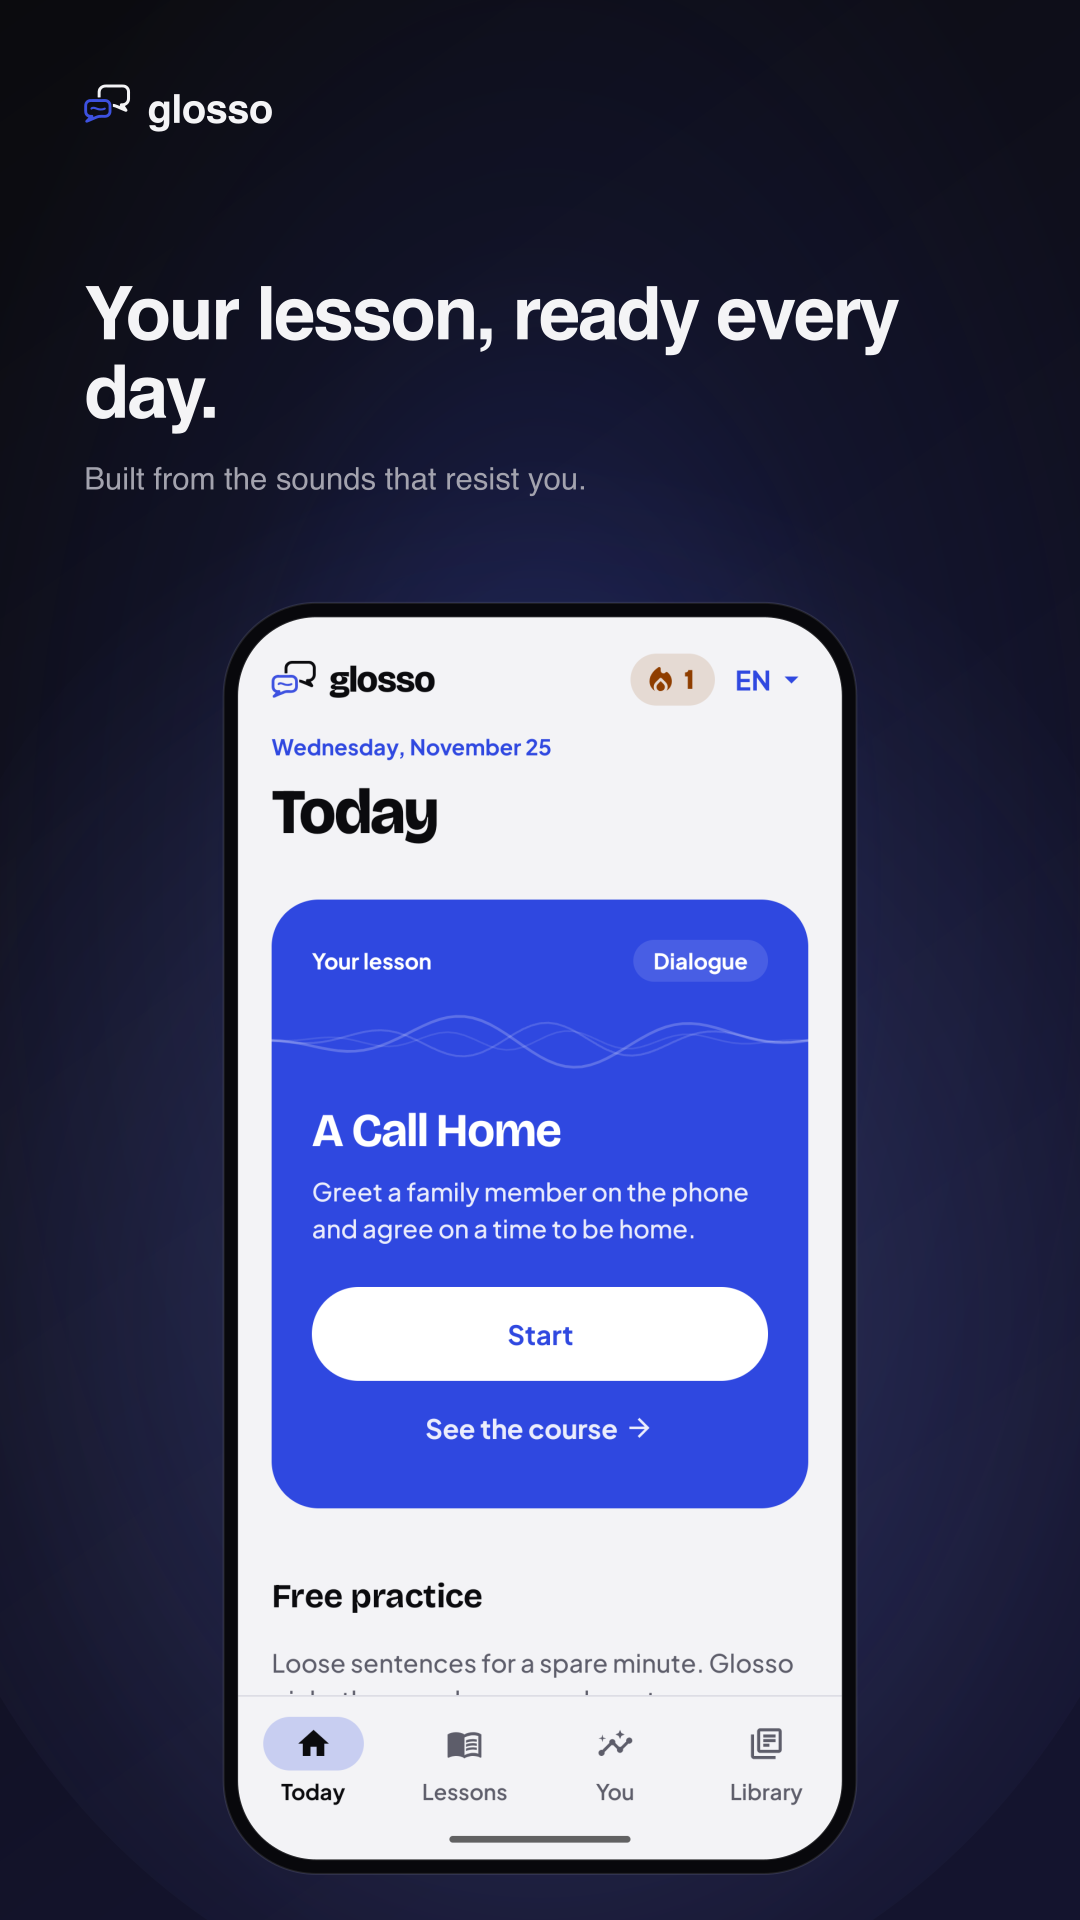 glosso
Your lesson, ready every
day.
Built from the sounds that resist you.
glosso
1
EN
Wednesday, November 25
Today
Your lesson
Dialogue
A Call Home
Greet a family member on the phone
and agree on a time to be home.
Start
See the course →
Free practice
Loose sentences for a spare minute. Glosso
Today
Lessons
You
Library